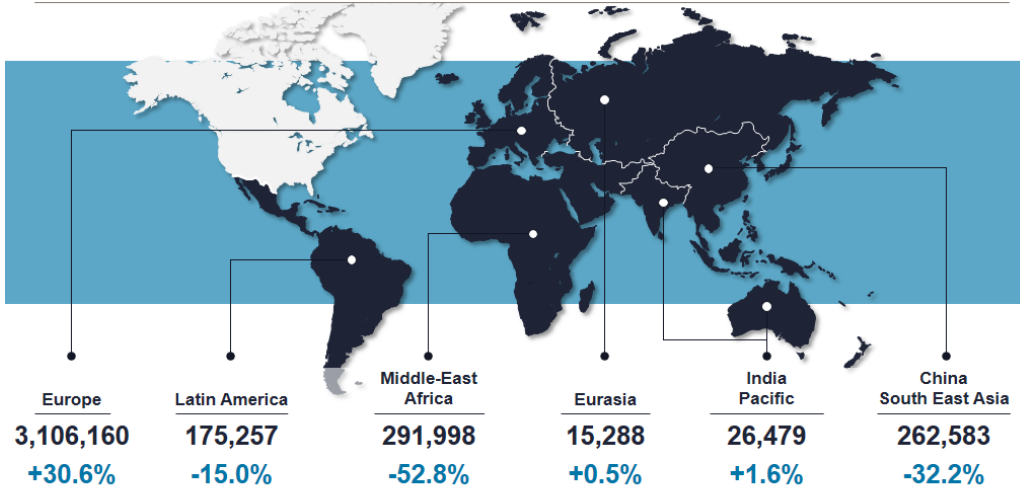 Europe
3,106,160
+30.6%
Latin America
175,257
-15.0%
Middle-East
Africa
291,998
-52.8%
Eurasia
15,288
+0.5%
India
Pacific
26,479
+1.6%
China
South East Asia
262,583
-32.2%